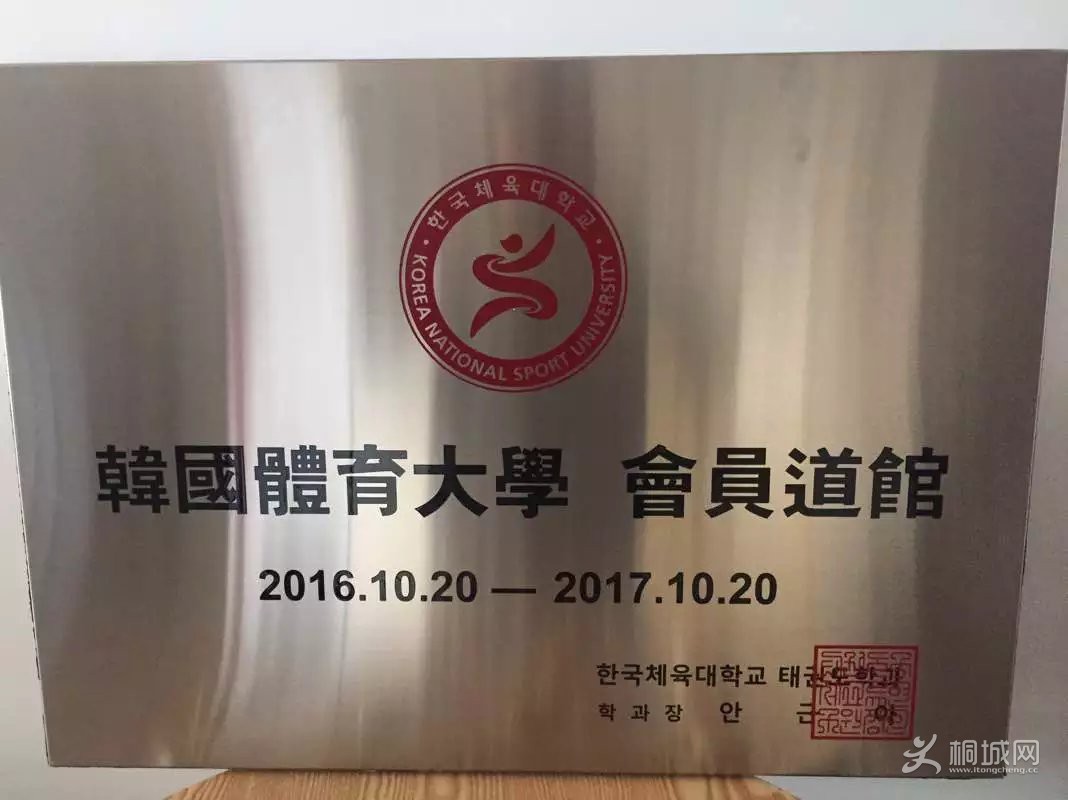 한국체육대학교
KOREA NATIONAL SPORT UNIVERSITY
韓國體育大學 會員道館
2016.10.20 — 2017.10.20
한국체육대학교 태권도학과
학 과 장 안 근 아
桐城网
www.itongcheng.cc